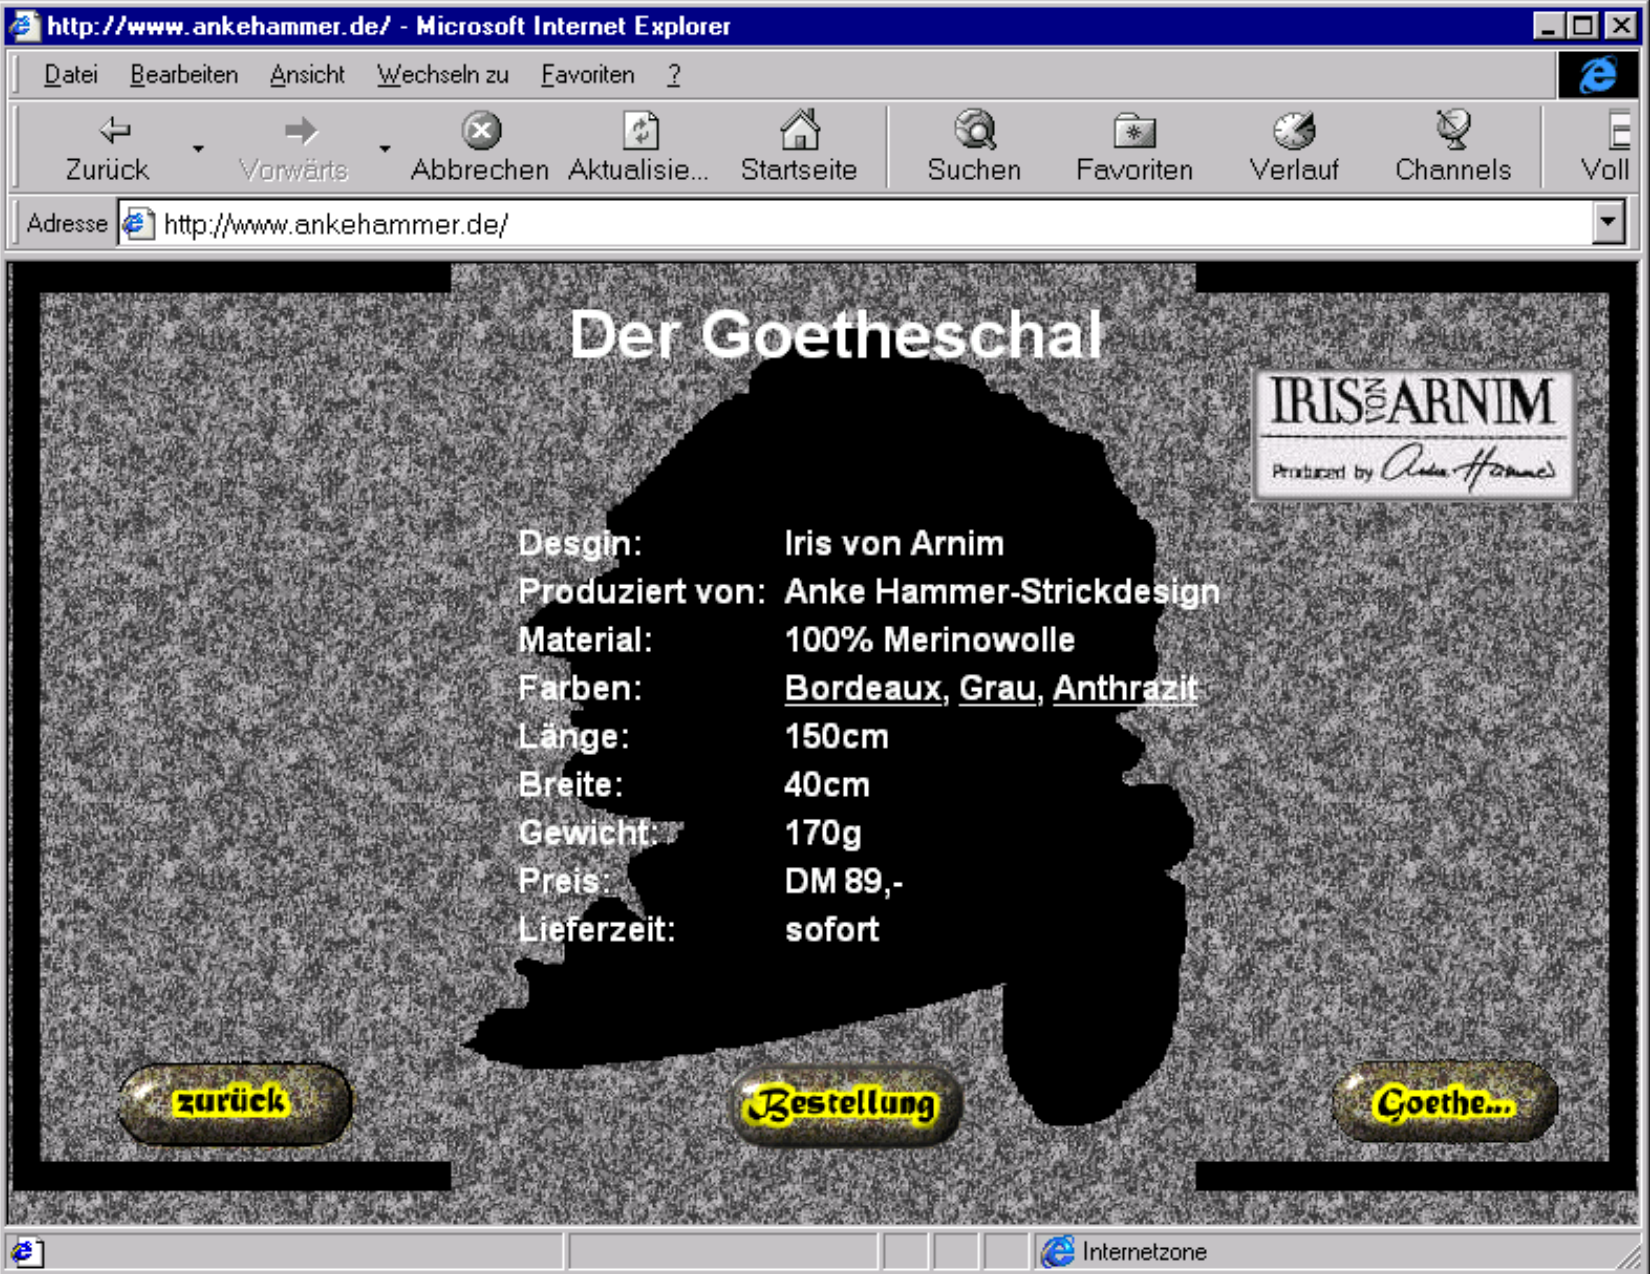 http://www.ankehammer.de/ - Microsoft Internet Explorer
Datei Bearbeiten Ansicht Wechseln zu Favoriten ?
Zurück Vorwärts Abbrechen Aktualisie... Startseite Suchen Favoriten Verlauf Channels Voll
Adresse http://www.ankehammer.de/
Der Goetheschal
IRIS VON ARNIM
Produced by Anke Hammer
Desgin: Iris von Arnim
Produziert von: Anke Hammer-Strickdesign
Material: 100% Merinowolle
Farben: Bordeaux, Grau, Anthrazit
Länge: 150cm
Breite: 40cm
Gewicht: 170g
Preis: DM 89,-
Lieferzeit: sofort
zurück Bestellung Goethe...
Internetzone